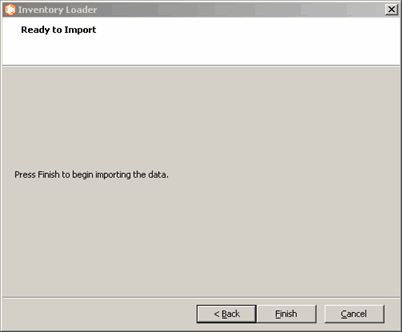 Inventory Loader
Ready to Import
Press Finish to begin importing the data.
< Back
Finish
Cancel